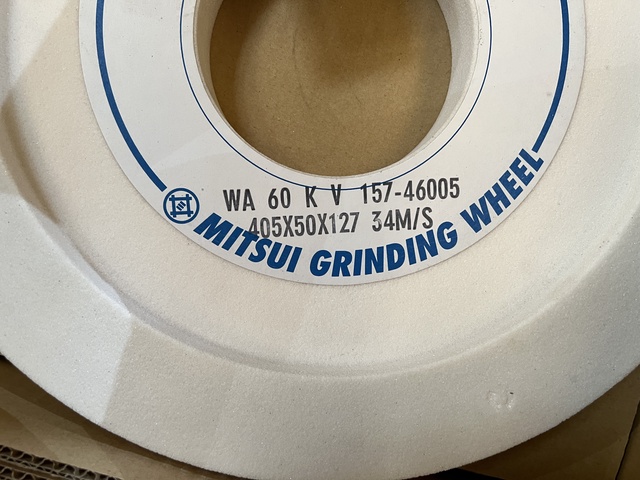 WA 60 K V 157-46005
405X50X127 34M/S
MITSUI GRINDING WHEEL